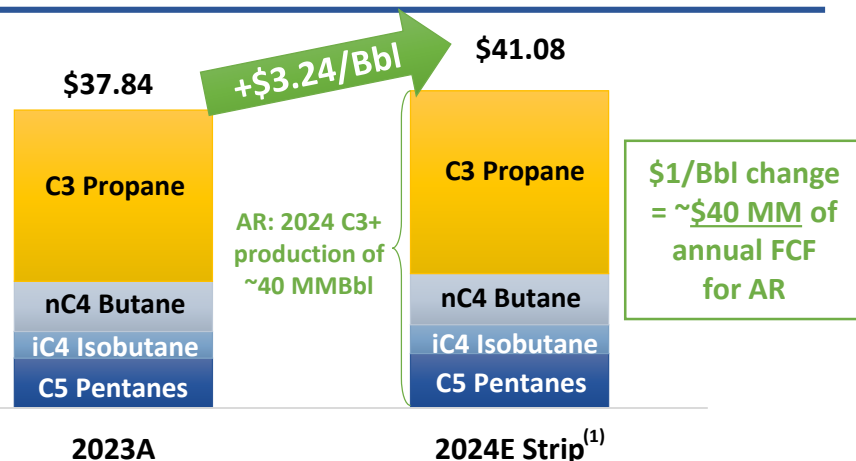 $37.84
+$3.24/Bbl
$41.08
C3 Propane
nC4 Butane
iC4 Isobutane
C5 Pentanes
AR: 2024 C3+
production of
~40 MMBbl
C3 Propane
nC4 Butane
iC4 Isobutane
C5 Pentanes
$1/Bbl change
= ~$40 MM of
annual FCF
for AR
2023A
2024E Strip(1)